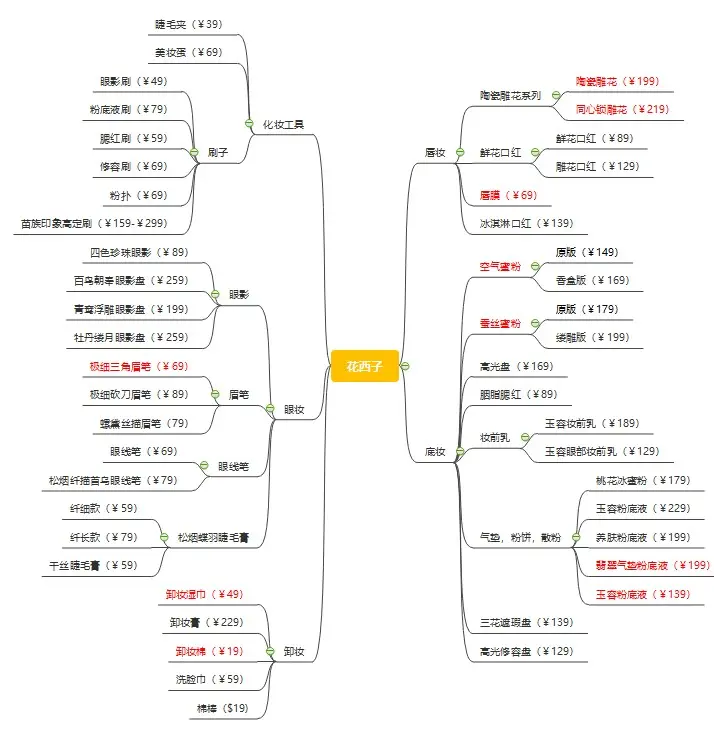 花西子
化妆工具
睫毛夹（￥39）
美妆蛋（￥69）
刷子
眼影刷（￥49）
粉底液刷（￥79）
腮红刷（￥59）
修容刷（￥69）
粉扑（￥69）
苗族印象高定刷（￥159-￥299）
眼妆
眼影
四色珍珠眼影（￥89）
百鸟朝奉眼影盘（￥259）
青鸾浮雕眼影盘（￥199）
牡丹缕月眼影盘（￥259）
眉笔
极细三角眉笔（￥69）
极细砍刀眉笔（￥89）
螺黛丝描眉笔（79）
眼线笔
眼线笔（￥69）
松烟纤描首乌眼线笔（￥79）
松烟蝶羽睫毛膏
纤细款（￥59）
纤长款（￥79）
干丝睫毛膏（￥59）
卸妆
卸妆湿巾（￥49）
卸妆膏（￥229）
卸妆棉（￥19）
洗脸巾（￥59）
棉棒（$19）
唇妆
陶瓷雕花系列
陶瓷雕花（￥199）
同心锁雕花（￥219）
鲜花口红
鲜花口红（￥89）
雕花口红（￥129）
唇膜（￥69）
冰淇淋口红（￥139）
底妆
空气蜜粉
原版（￥149）
香盒版（￥169）
蚕丝蜜粉
原版（￥179）
缕雕版（￥199）
高光盘（￥169）
胭脂腮红（￥89）
妆前乳
玉容妆前乳（￥189）
玉容眼部妆前乳（￥129）
气垫，粉饼，散粉
桃花冰蜜粉（￥179）
玉容粉底液（￥229）
养肤粉底液（￥199）
翡翠气垫粉底液（￥199）
玉容粉底液（￥139）
三花遮瑕盘（￥139）
高光修容盘（￥129）